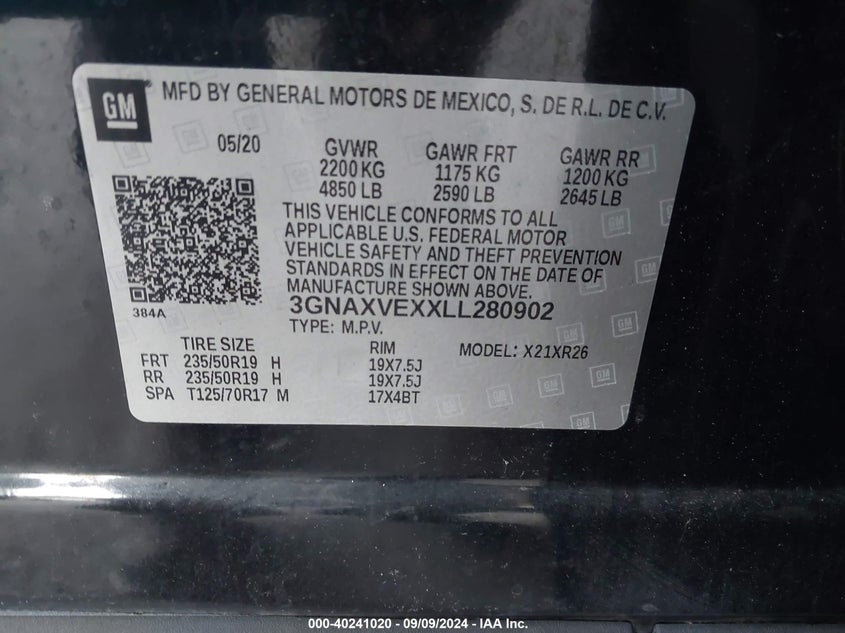 GM
MFD BY GENERAL MOTORS DE MEXICO, S. DE R.L. DE C.V.
05/20 GVWR GAWR FRT GAWR RR
2200 KG 1175 KG 1200 KG
4850 LB 2590 LB 2645 LB
THIS VEHICLE CONFORMS TO ALL
APPLICABLE U.S. FEDERAL MOTOR
VEHICLE SAFETY AND THEFT PREVENTION
STANDARDS IN EFFECT ON THE DATE OF
MANUFACTURE SHOWN ABOVE.
384A
3GNAXVEXXLL280902
TYPE: M.P.V.
TIRE SIZE RIM MODEL: X21XR26
FRT 235/50R19 H 19X7.5J
RR 235/50R19 H 19X7.5J
SPA T125/70R17 M 17X4BT
000-40241020 - 09/09/2024 - IAA Inc.